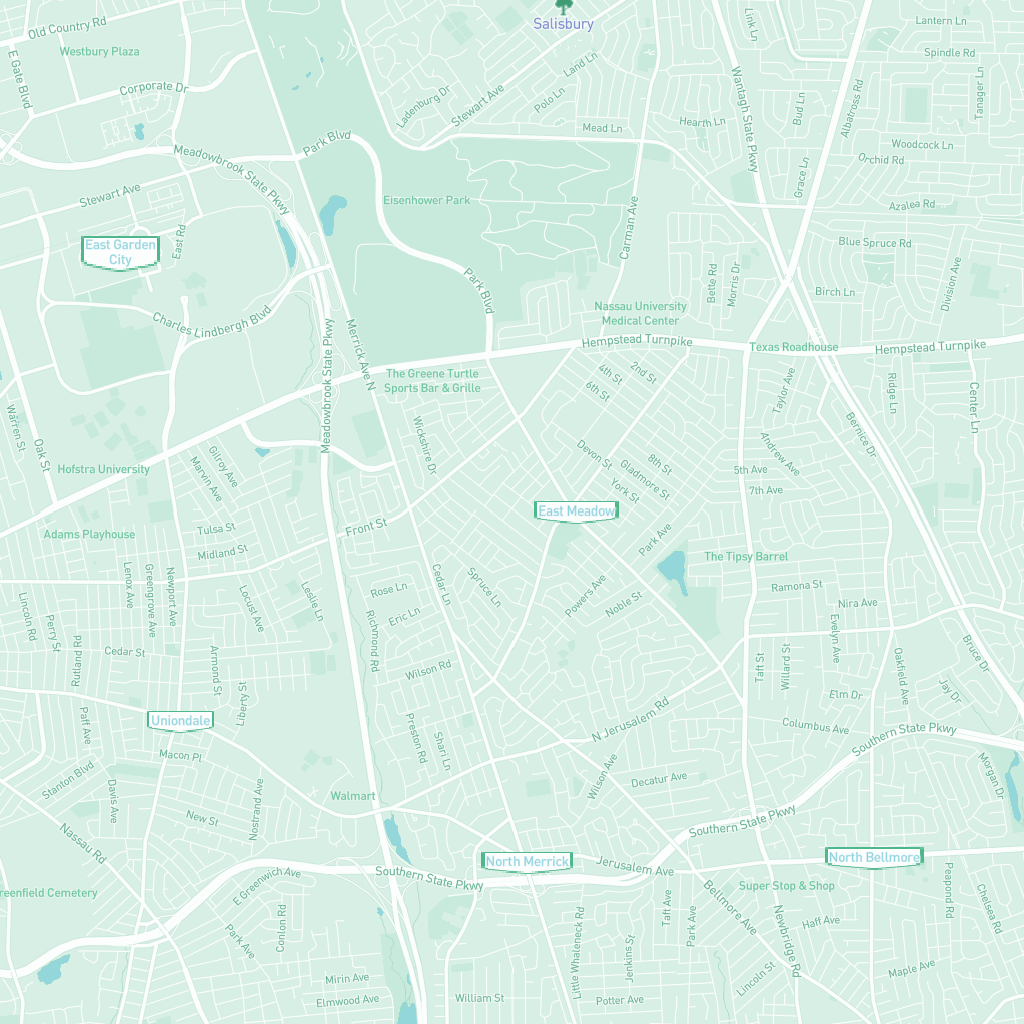 Old Country Rd
Salisbury
Link Ln
Lantern Ln
Westbury Plaza
Spindle Rd
E Gate Blvd
Land Ln
Wantagh State Pkwy
Tanager Ln
Corporate Dr
Ladenburg Dr
Stewart Ave
Polo Ln
Bud Ln
Albatross Rd
Mead Ln
Hearth Ln
Park Blvd
Woodcock Ln
Meadowbrook State Pkwy
Orchid Rd
Grace Ln
Stewart Ave
Eisenhower Park
Azalea Rd
East Rd
Carman Ave
East Garden
City
Blue Spruce Rd
Bette Rd
Morris Dr
Division Ave
Park Blvd
Birch Ln
Charles Lindbergh Blvd
Nassau University
Medical Center
Merrick Ave N
Meadowbrook State Pkwy
Hempstead Turnpike
Texas Roadhouse
Hempstead Turnpike
The Greene Turtle
Sports Bar & Grille
4th St
2nd St
6th St
Taylor Ave
Ridge Ln
Center Ln
Warren St
Oak St
Wickshire Dr
Bernice Dr
Gilroy Ave
Marvin Ave
Devon St
8th St
Gladmore St
York St
Andrew Ave
5th Ave
7th Ave
Hofstra University
East Meadow
Tulsa St
Front St
Adams Playhouse
Park Ave
Midland St
The Tipsy Barrel
Lenox Ave
Greengrove Ave
Newport Ave
Locust Ave
Leslie Ln
Rose Ln
Cedar Ln
Spruce Ln
Powers Ave
Noble St
Ramona St
Nira Ave
Lincoln Rd
Perry St
Eric Ln
Richmond Rd
Evelyn Ave
Rutland Rd
Cedar St
Armond St
Wilson Rd
Taft St
Willard St
Oakfield Ave
Bruce Dr
Liberty St
Jay Dr
Elm Dr
Paff Ave
Uniondale
Preston Rd
Shari Ln
N Jerusalem Rd
Columbus Ave
Southern State Pkwy
Macon Pl
Stanton Blvd
Davis Ave
Wilson Ave
Decatur Ave
Morgan Dr
Nostrand Ave
Walmart
New St
Southern State Pkwy
Nassau Rd
North Merrick
Jerusalem Ave
North Bellmore
Southern State Pkwy
E Greenwich Ave
Super Stop & Shop
Peapond Rd
Chelsea Rd
reenfield Cemetery
Bellmore Ave
Conlon Rd
Little Whaleneck Rd
Taft Ave
Park Ave
Newbridge Rd
Haff Ave
Park Ave
Jenkins St
Maple Ave
Mirin Ave
Lincoln St
Elmwood Ave
William St
Potter Ave